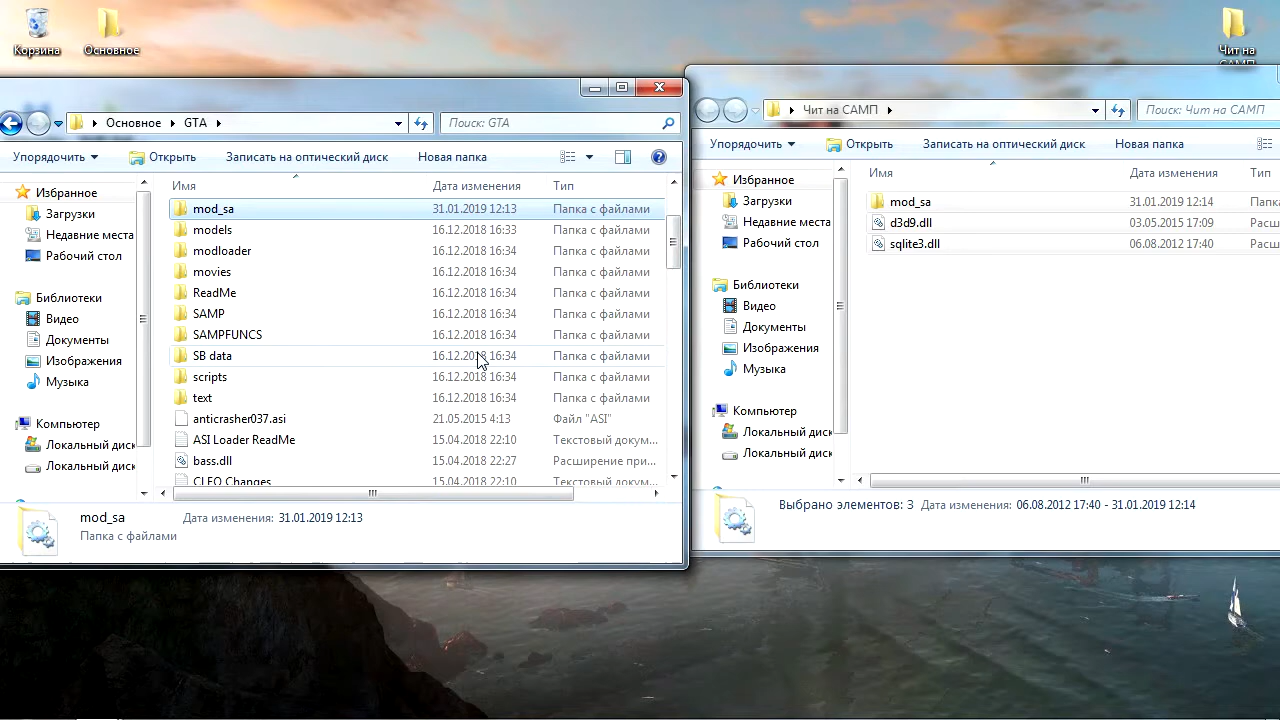 Корзина
Основное
Чит на
САМП
Основное
GTA
Поиск: GTA
Упорядочить
Открыть
Записать на оптический диск
Новая папка
Избранное
Загрузки
Недавние места
Рабочий стол
Библиотеки
Видео
Документы
Изображения
Музыка
Компьютер
Локальный диск
Локальный диск
Имя Дата изменения Тип
mod_sa 31.01.2019 12:13 Папка с файлами
models 16.12.2018 16:33 Папка с файлами
modloader 16.12.2018 16:34 Папка с файлами
movies 16.12.2018 16:34 Папка с файлами
ReadMe 16.12.2018 16:34 Папка с файлами
SAMP 16.12.2018 16:34 Папка с файлами
SAMPFUNCS 16.12.2018 16:34 Папка с файлами
SB data 16.12.2018 16:34 Папка с файлами
scripts 16.12.2018 16:34 Папка с файлами
text 16.12.2018 16:34 Папка с файлами
anticrasher037.asi 21.05.2015 4:13 Файл "ASI"
ASI Loader ReadMe 15.04.2018 22:10 Текстовый докум...
bass.dll 15.04.2018 22:27 Расширение при...
CLEO Changes 15.04.2018 22:10 Текстовый докум...
mod_sa Дата изменения: 31.01.2019 12:13
Папка с файлами
Чит на САМП
Поиск: Чит на САМП
Упорядочить
Открыть
Записать на оптический диск
Новая папка
Избранное
Загрузки
Недавние места
Рабочий стол
Библиотеки
Видео
Документы
Изображения
Музыка
Компьютер
Локальный диск
Локальный диск
Имя Дата изменения Тип
mod_sa 31.01.2019 12:14 Папка
d3d9.dll 03.05.2015 17:09 Расш
sqlite3.dll 06.08.2012 17:40 Расш
Выбрано элементов: 3 Дата изменения: 06.08.2012 17:40 - 31.01.2019 12:14